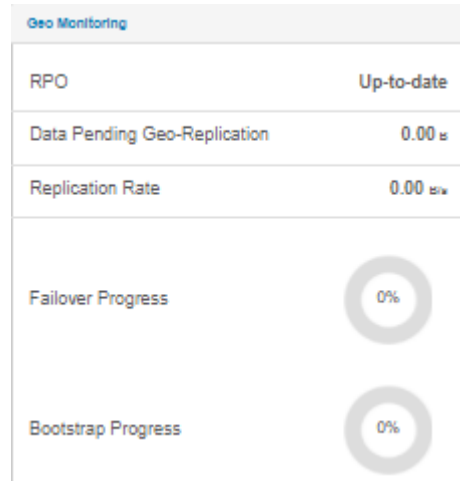 Geo Monitoring
RPO Up-to-date
Data Pending Geo-Replication 0.00 B
Replication Rate 0.00 B/s
Failover Progress 0%
Bootstrap Progress 0%